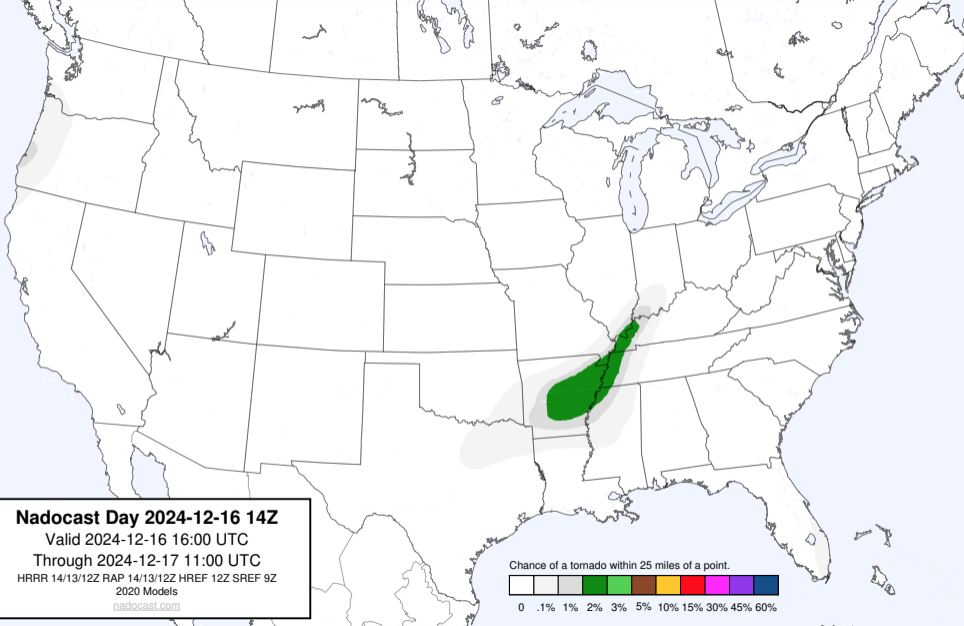 Nadocast Day 2024-12-16 14Z
Valid 2024-12-16 16:00 UTC
Through 2024-12-17 11:00 UTC
HRRR 14/13/12Z RAP 14/13/12Z HREF 12Z SREF 9Z
2020 Models
nadocast.com
Chance of a tornado within 25 miles of a point.
0 .1% 1% 2% 3% 5% 10% 15% 30% 45% 60%